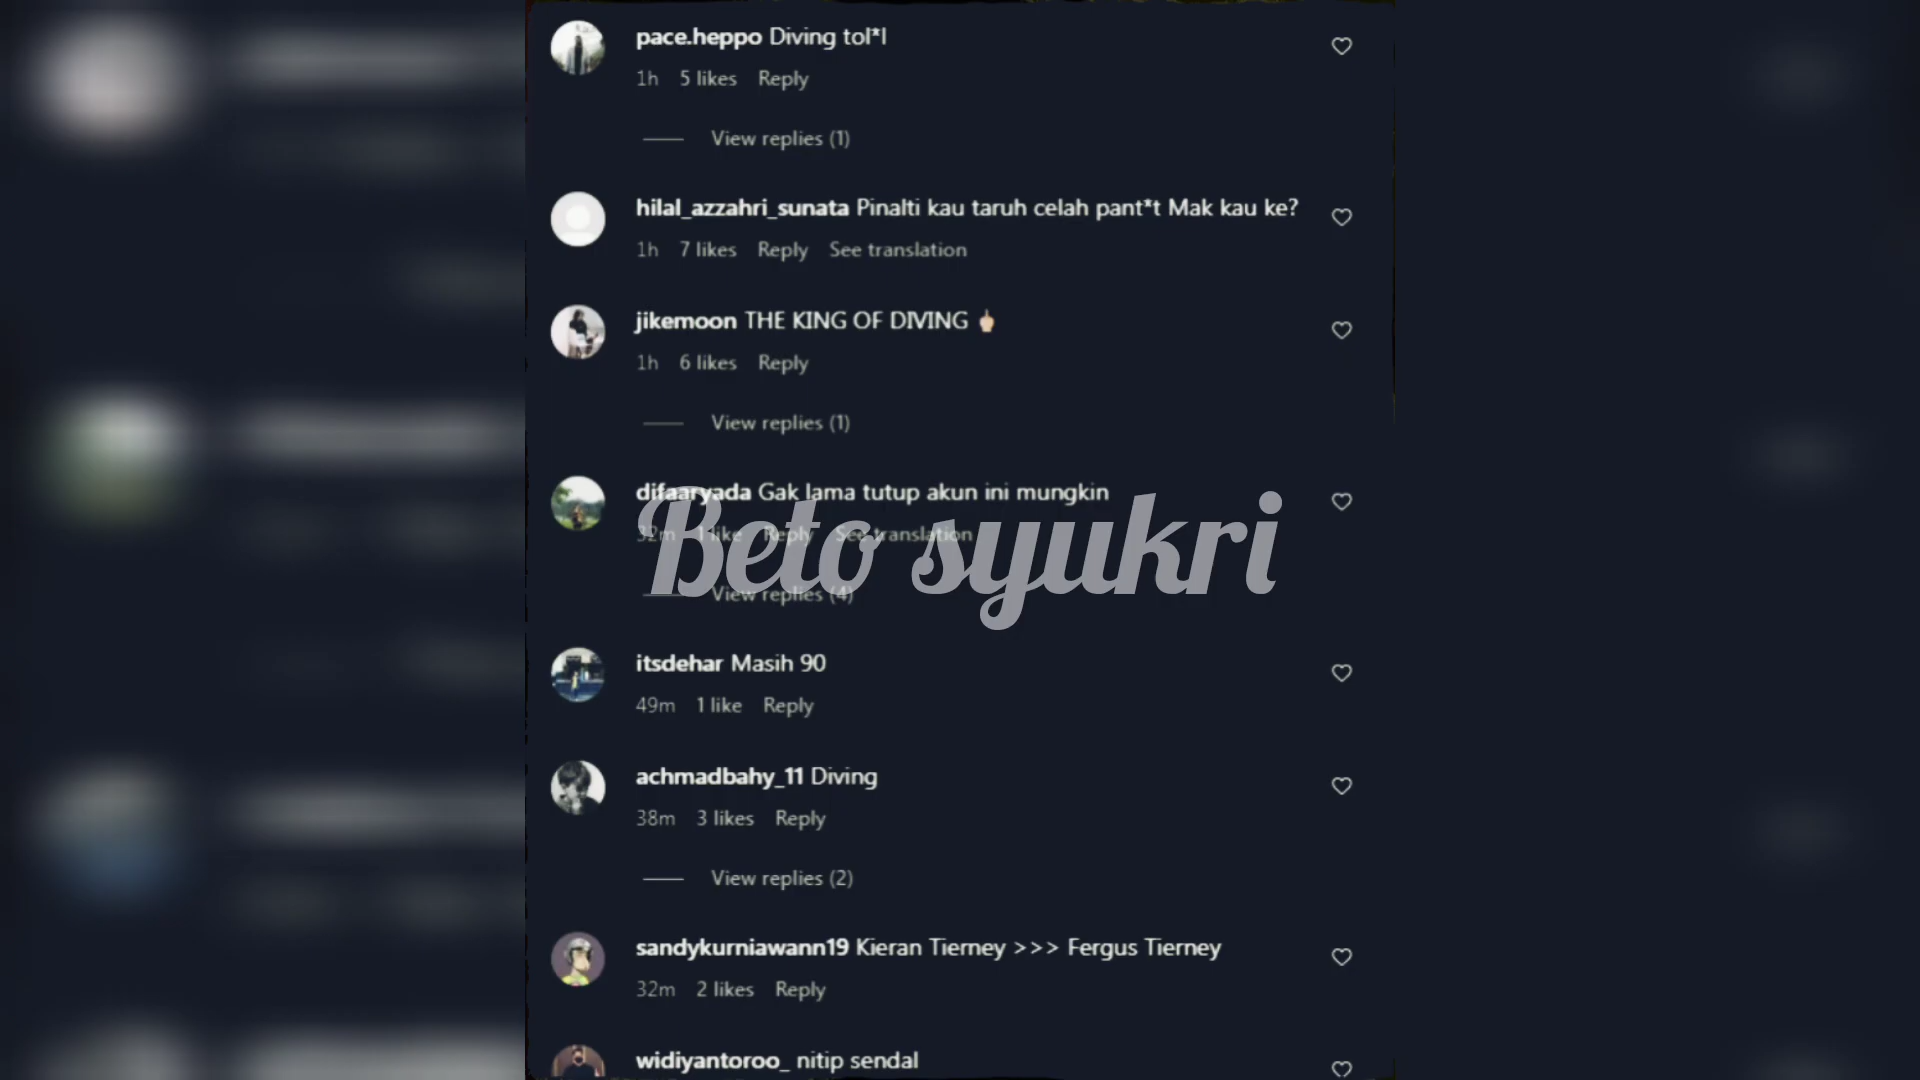 pace.heppo Diving tol*l
1h 5 likes Reply
View replies (1)
hilal_azzahri_sunata Pinalti kau taruh celah pant*t Mak kau ke?
1h 7 likes Reply See translation
jikemoon THE KING OF DIVING 🖕🏻
1h 6 likes Reply
View replies (1)
difaaryada Gak lama tutup akun ini mungkin
32m 1 like Reply See translation
Beto syukri
View replies (4)
itsdehar Masih 90
49m 1 like Reply
achmadbahy_11 Diving
38m 3 likes Reply
View replies (2)
sandykurniawann19 Kieran Tierney >>> Fergus Tierney
32m 2 likes Reply
widiyantoroo_ nitip sendal